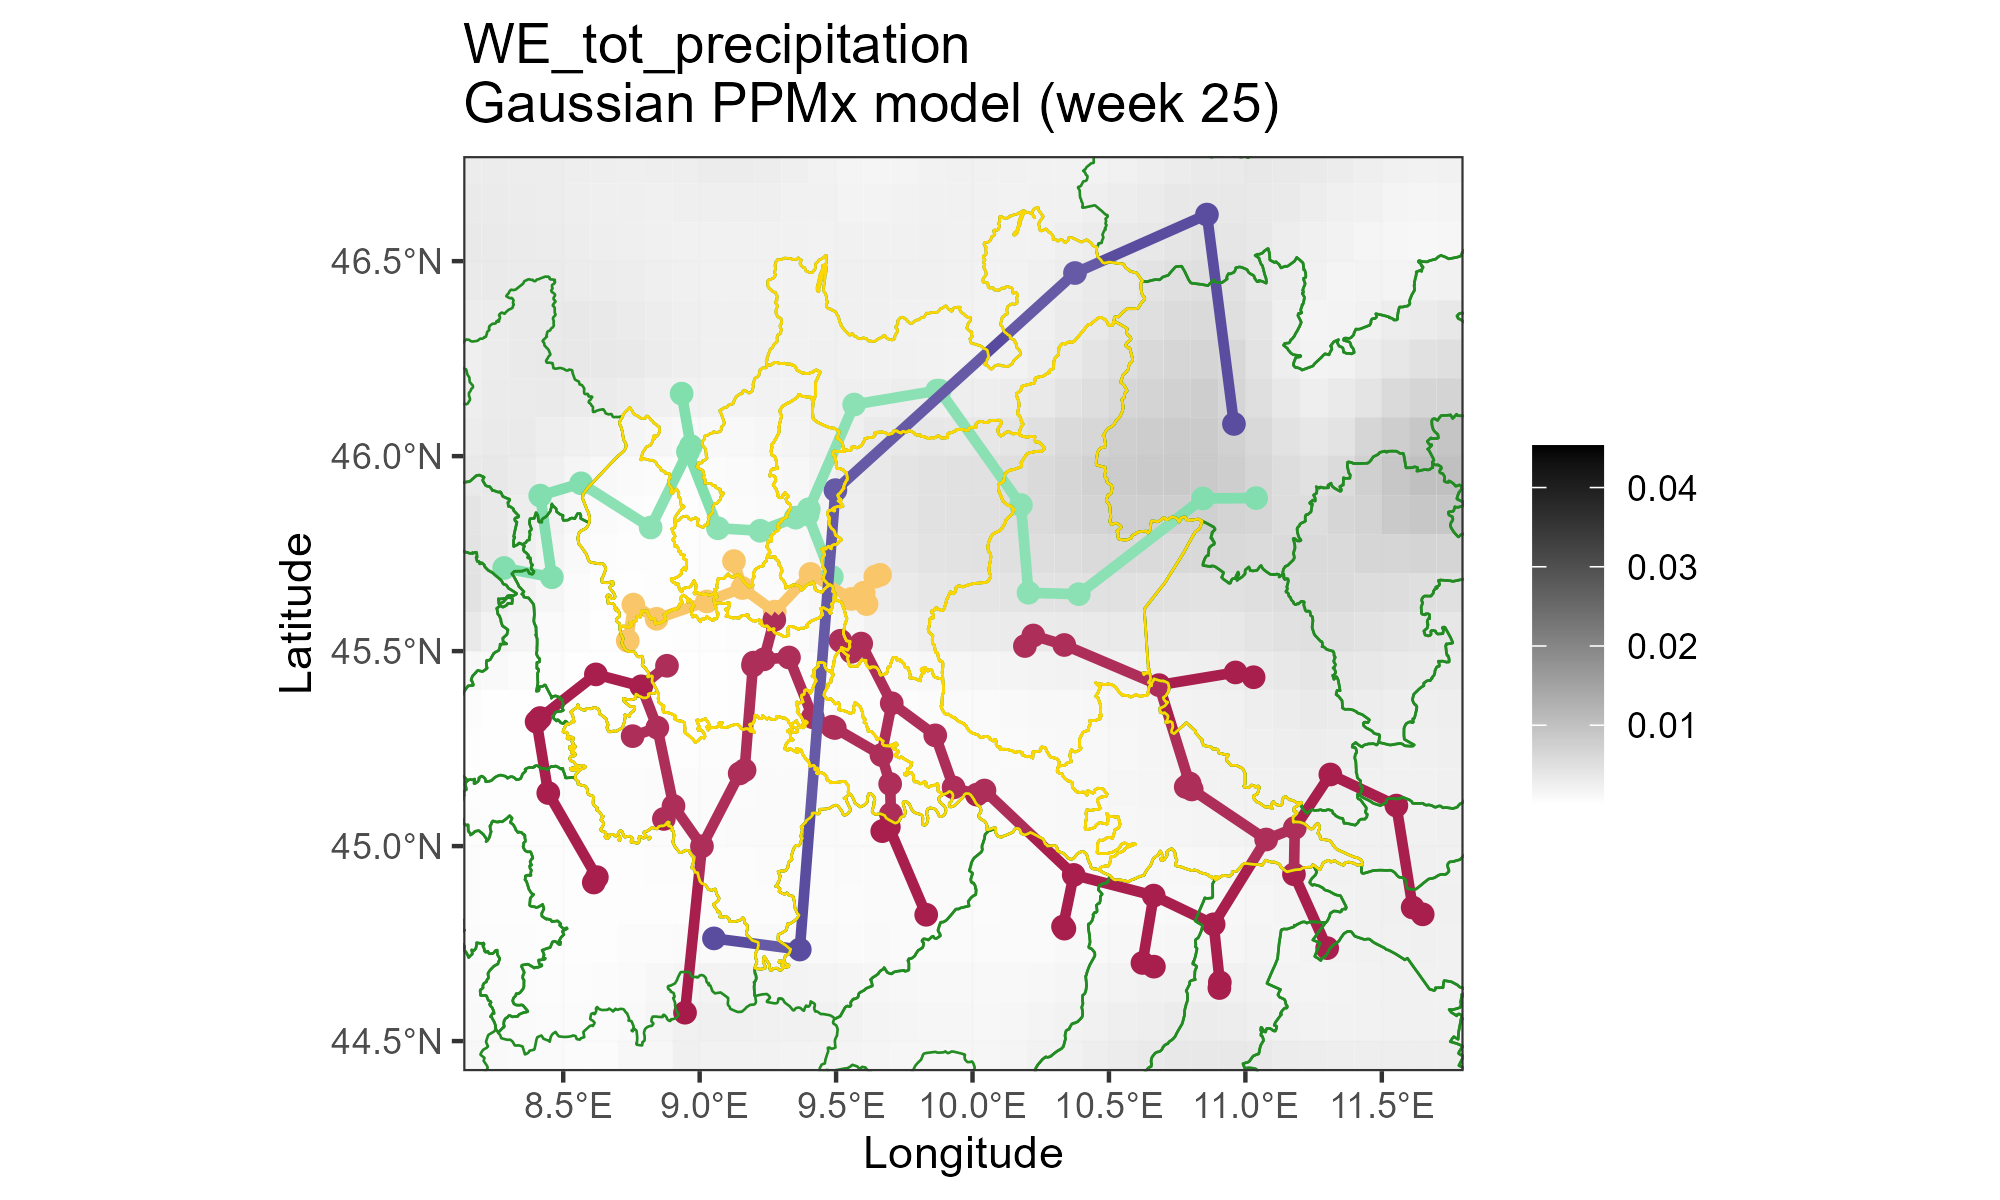 WE_tot_precipitation
Gaussian PPMx model (week 25)
46.5°N
46.0°N
45.5°N
45.0°N
44.5°N
Latitude
8.5°E
9.0°E
9.5°E
10.0°E
10.5°E
11.0°E
11.5°E
Longitude
0.04
0.03
0.02
0.01